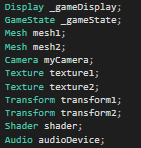 Display _gameDisplay;
GameState _gameState;
Mesh mesh1;
Mesh mesh2;
Camera myCamera;
Texture texture1;
Texture texture2;
Transform transform1;
Transform transform2;
Shader shader;
Audio audioDevice;